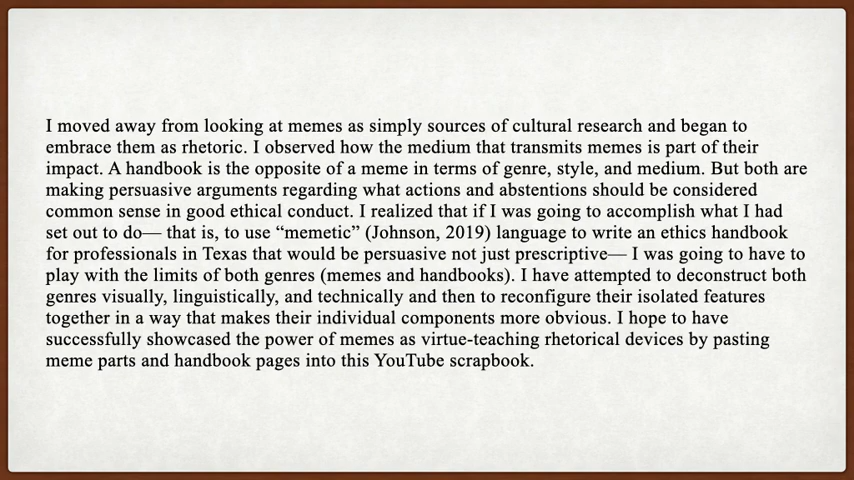 I moved away from looking at memes as simply sources of cultural research and began to
embrace them as rhetoric. I observed how the medium that transmits memes is part of their
impact. A handbook is the opposite of a meme in terms of genre, style, and medium. But both are
making persuasive arguments regarding what actions and abstentions should be considered
common sense in good ethical conduct. I realized that if I was going to accomplish what I had
set out to do— that is, to use “memetic” (Johnson, 2019) language to write an ethics handbook
for professionals in Texas that would be persuasive not just prescriptive— I was going to have to
play with the limits of both genres (memes and handbooks). I have attempted to deconstruct both
genres visually, linguistically, and technically and then to reconfigure their isolated features
together in a way that makes their individual components more obvious. I hope to have
successfully showcased the power of memes as virtue-teaching rhetorical devices by pasting
meme parts and handbook pages into this YouTube scrapbook.